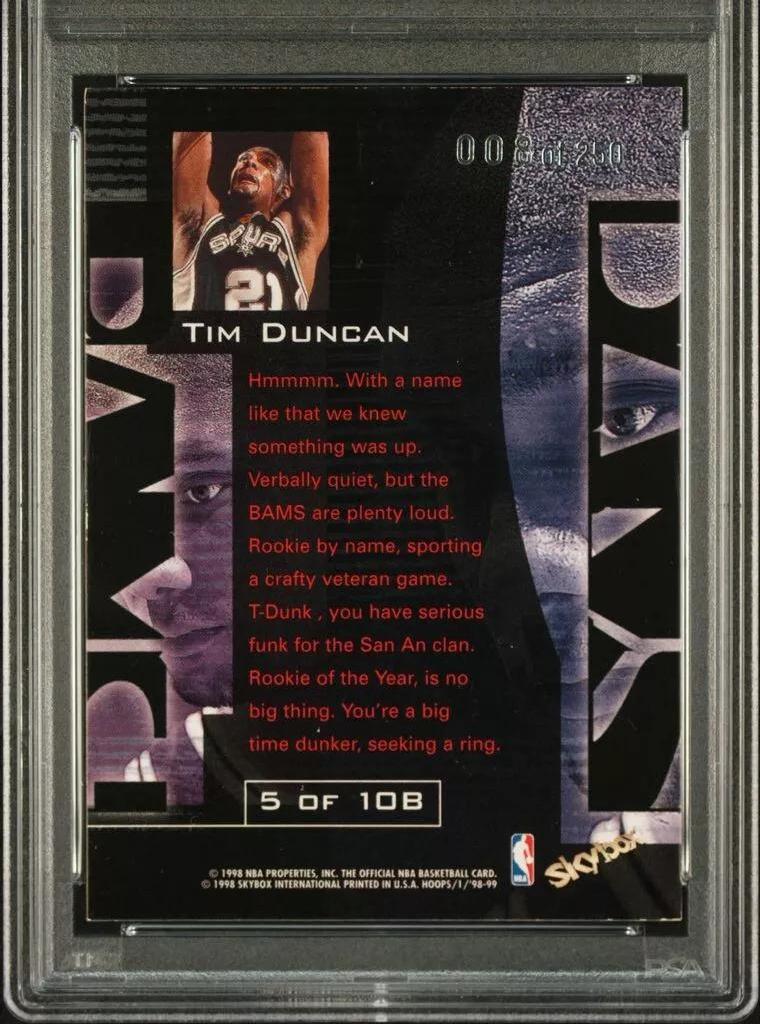 008 of 250
SPURS
21
TIM DUNCAN
Hmmmm. With a name
like that we knew
something was up.
Verbally quiet, but the
BAMS are plenty loud.
Rookie by name, sporting
a crafty veteran game.
T-Dunk , you have serious
funk for the San An clan.
Rookie of the Year, is no
big thing. You're a big
time dunker, seeking a ring.
5 OF 10B
© 1998 NBA PROPERTIES, INC. THE OFFICIAL NBA BASKETBALL CARD.
© 1998 SKYBOX INTERNATIONAL PRINTED IN U.S.A. HOOPS/1/'98-99
NBA
SkyBox
PSA